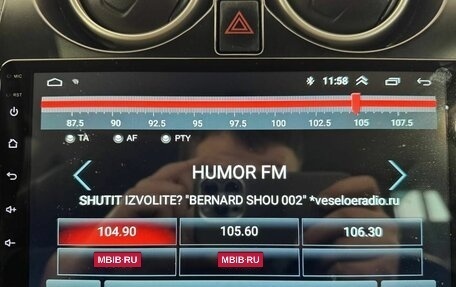 MIC
11:58
RST
87.5 90 92.5 95 97.5 100 102.5 105 107.5
TA AF PTY
HUMOR FM
SHUTIT IZVOLITE? "BERNARD SHOU 002" *veseloeradio.ru
104.90 105.60 106.30
MBIB·RU MBIB·RU